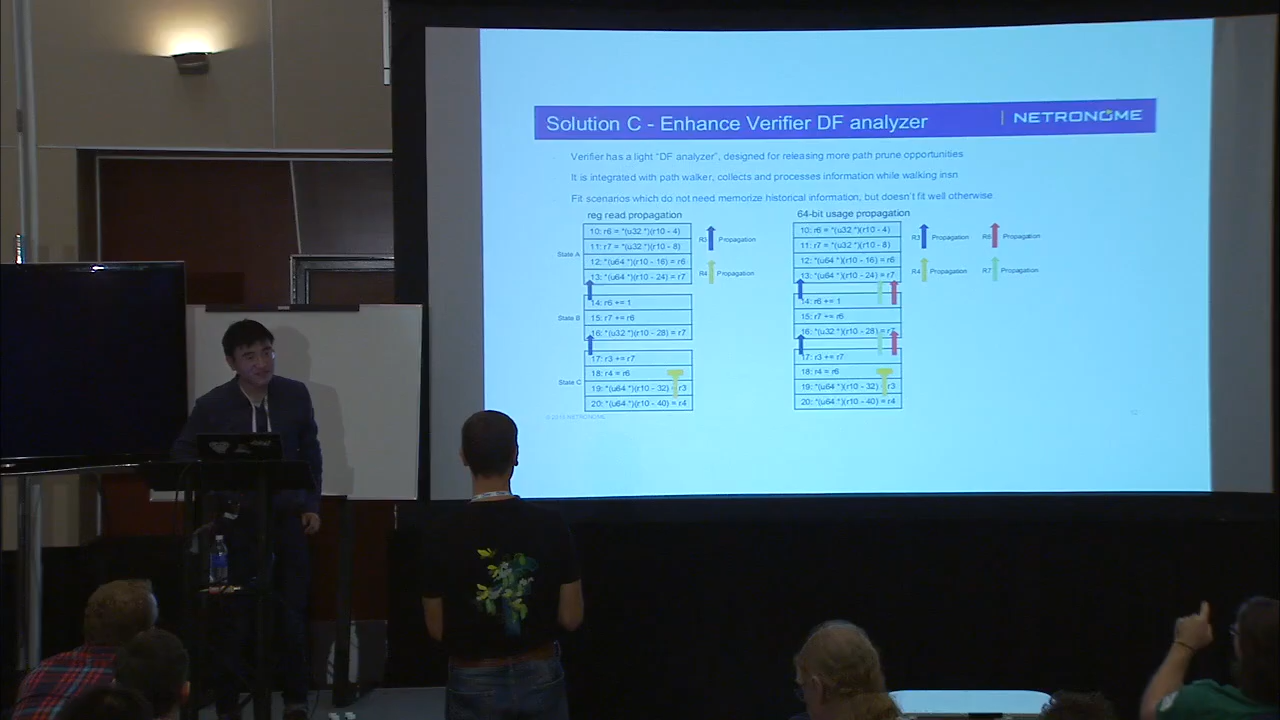 Solution C - Enhance Verifier DF analyzer
NETRONOME
Verifier has a light "DF analyzer", designed for releasing more path prune opportunities
It is integrated with path walker, collects and processes information while walking insn
Fit scenarios which do not need memorize historical information, but doesn't fit well otherwise
reg read propagation
State A
10: r6 = *(u32 *)(r10 - 4)
11: r7 = *(u32 *)(r10 - 8)
12: *(u64 *)(r10 - 16) = r6
13: *(u64 *)(r10 - 24) = r7
State B
14: r6 += 1
15: r7 += r6
16: *(u32 *)(r10 - 28) = r7
State C
17: r3 += r7
18: r4 = r6
19: *(u64 *)(r10 - 32) = r3
20: *(u64 *)(r10 - 40) = r4
R3 Propagation
R4 Propagation
64-bit usage propagation
10: r6 = *(u32 *)(r10 - 4)
11: r7 = *(u32 *)(r10 - 8)
12: *(u64 *)(r10 - 16) = r6
13: *(u64 *)(r10 - 24) = r7
14: r6 += 1
15: r7 += r6
16: *(u32 *)(r10 - 28) = r7
17: r3 += r7
18: r4 = r6
19: *(u64 *)(r10 - 32) = r3
20: *(u64 *)(r10 - 40) = r4
R3 Propagation
R6 Propagation
R4 Propagation
R7 Propagation
NETRONOME
12